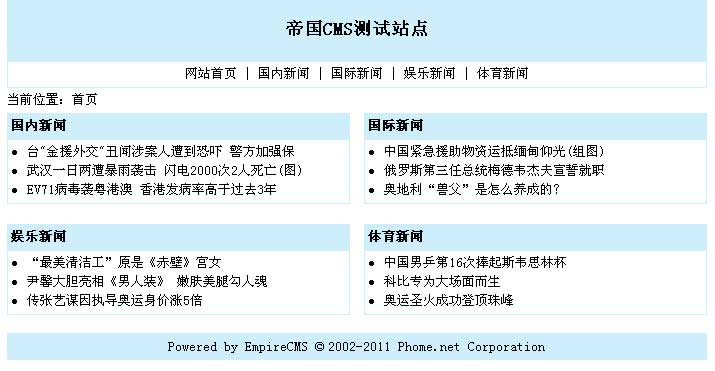 帝国CMS测试站点
网站首页 | 国内新闻 | 国际新闻 | 娱乐新闻 | 体育新闻
当前位置：首页
国内新闻
● 台"金援外交"丑闻涉案人遭到恐吓 警方加强保
● 武汉一日两遭暴雨袭击 闪电2000次2人死亡(图)
● EV71病毒袭粤港澳 香港发病率高于过去3年
国际新闻
● 中国紧急援助物资运抵缅甸仰光(组图)
● 俄罗斯第三任总统梅德韦杰夫宣誓就职
● 奥地利“兽父”是怎么养成的?
娱乐新闻
● “最美清洁工”原是《赤壁》宫女
● 尹馨大胆亮相《男人装》 嫩肤美腿勾人魂
● 传张艺谋因执导奥运身价涨5倍
体育新闻
● 中国男乒第16次捧起斯韦思林杯
● 科比专为大场面而生
● 奥运圣火成功登顶珠峰
Powered by EmpireCMS © 2002-2011 Phome.net Corporation